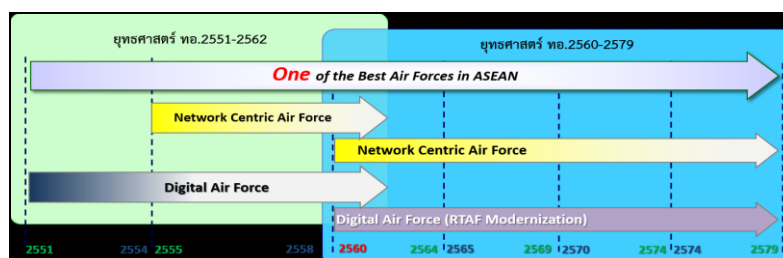 ยุทธศาสตร์ ทอ.2551-2562
ยุทธศาสตร์ ทอ.2560-2579
One of the Best Air Forces in ASEAN
Network Centric Air Force
Network Centric Air Force
Digital Air Force
Digital Air Force (RTAF Modernization)
2551 2554 2555 2558 2560 2564 2565 2569 2570 2574 2574 2579